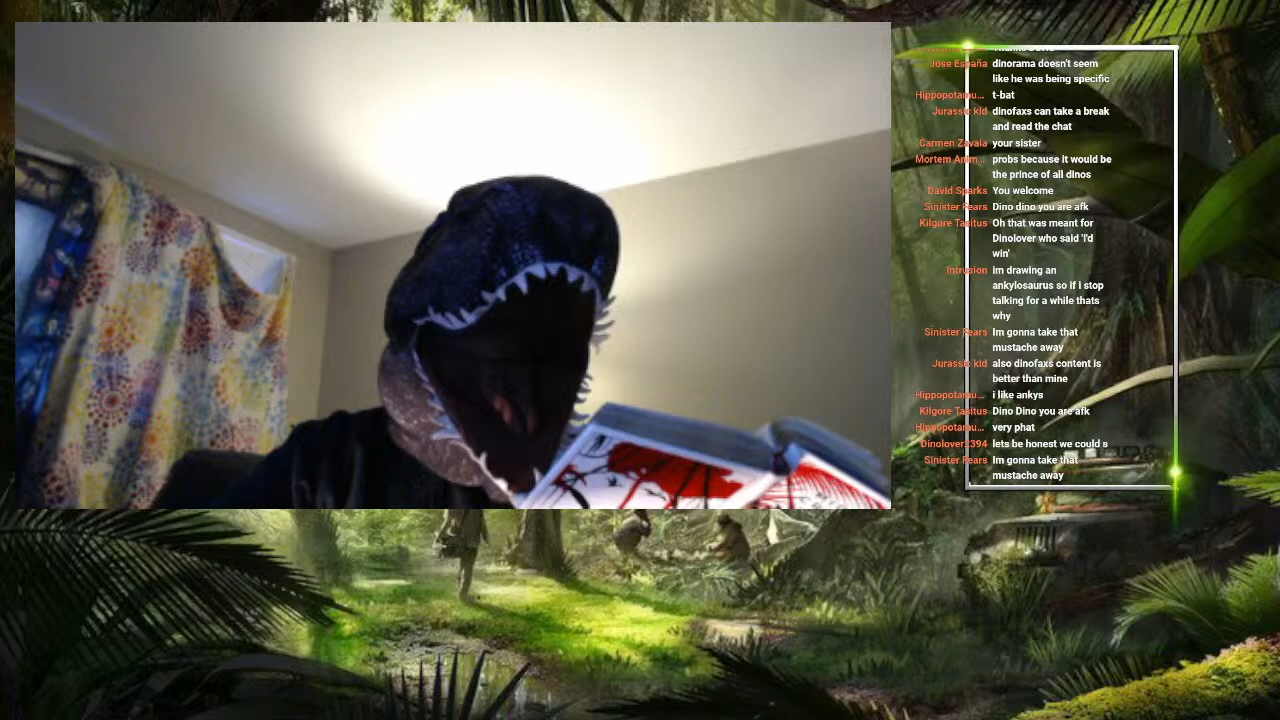 Jose España dinorama doesn't seem
like he was being specific
Hippopotamu... t-bat
Jurassic kid dinofaxs can take a break
and read the chat
Carmen Zavala your sister
Mortem Anim... probs because it would be
the prince of all dinos
David Sparks You welcome
Sinister Fears Dino dino you are afk
Kilgore Tasitus Oh that was meant for
Dinolover who said 'I'd
win'
Intrusion im drawing an
ankylosaurus so if i stop
talking for a while thats
why
Sinister Fears Im gonna take that
mustache away
Jurassic kid also dinofaxs content is
better than mine
Hippopotamu... i like ankys
Kilgore Tasitus Dino Dino you are afk
Hippopotamu... very phat
Dinolover1394 lets be honest we could s
Sinister Fears Im gonna take that
mustache away